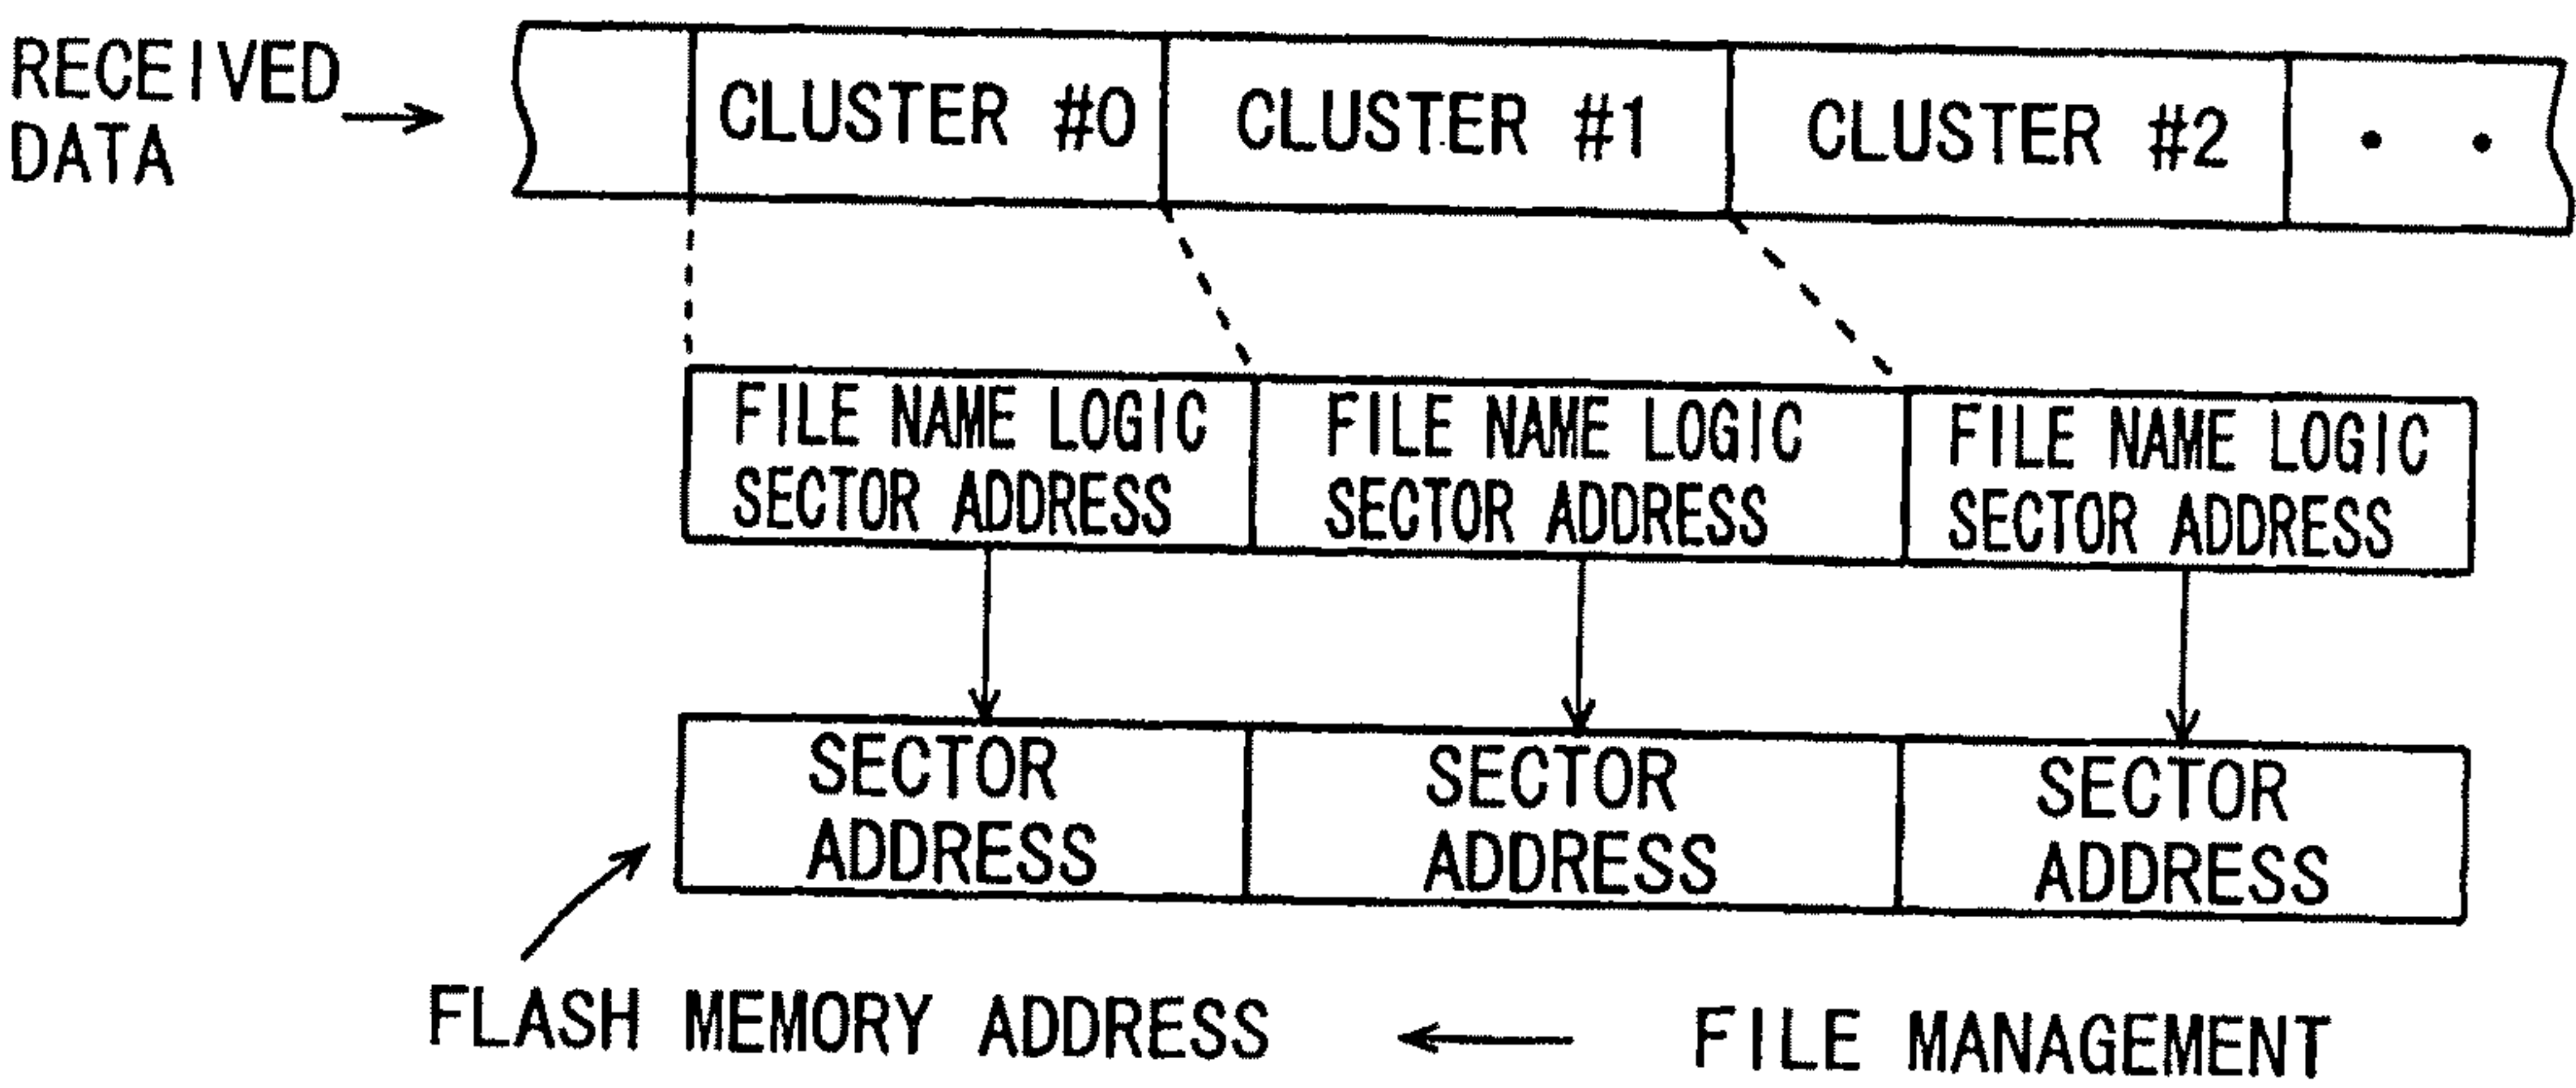 RECEIVED
DATA
CLUSTER #0
CLUSTER #1
CLUSTER #2
FILE NAME LOGIC
SECTOR ADDRESS
FILE NAME LOGIC
SECTOR ADDRESS
FILE NAME LOGIC
SECTOR ADDRESS
SECTOR
ADDRESS
SECTOR
ADDRESS
SECTOR
ADDRESS
FLASH MEMORY ADDRESS
FILE MANAGEMENT